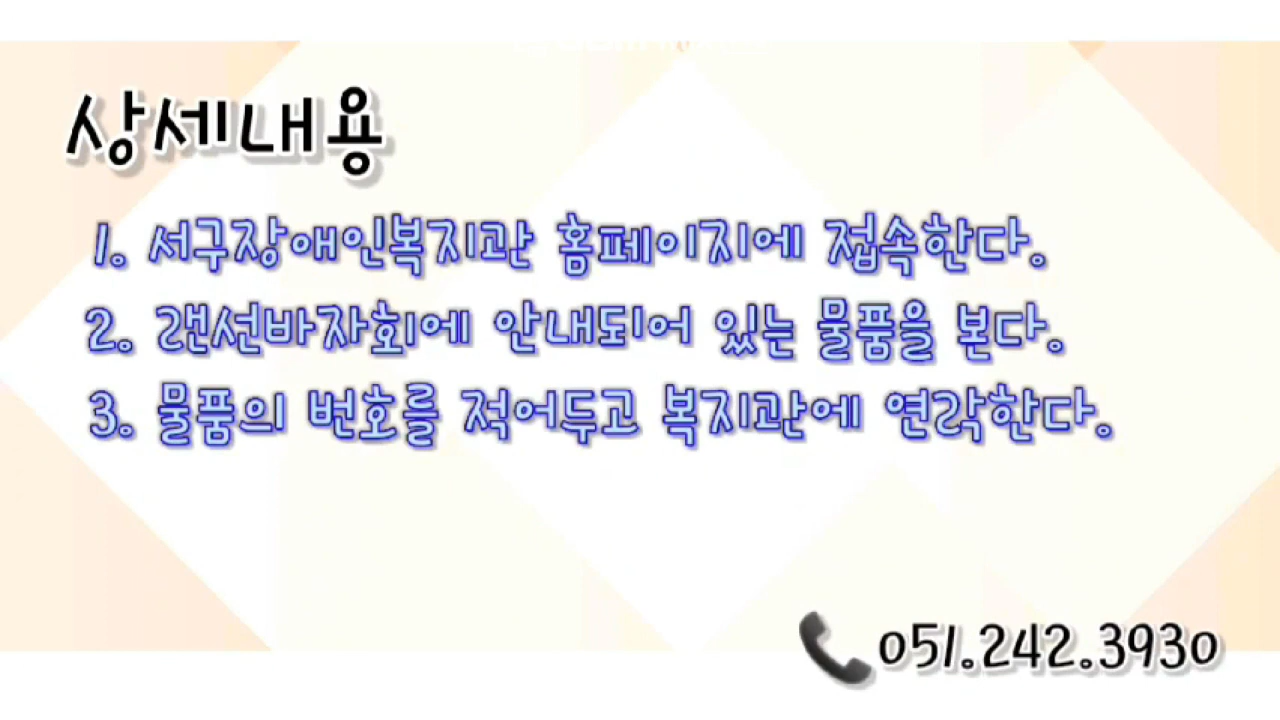 상세내용
1. 서구장애인복지관 홈페이지에 접속한다.
2. 랜선바자회에 안내되어 있는 물품을 본다.
3. 물품의 번호를 적어두고 복지관에 연락한다.
051.242.3930